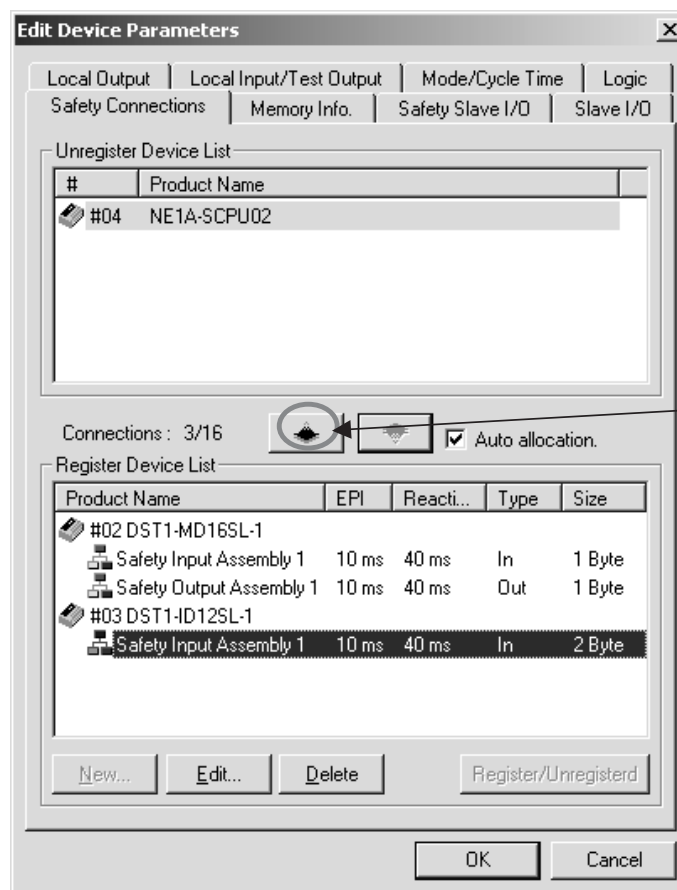 Edit Device Parameters
Local Output Local Input/Test Output Mode/Cycle Time Logic
Safety Connections Memory Info. Safety Slave I/O Slave I/O
Unregister Device List
# Product Name
#04 NE1A-SCPU02
Connections : 3/16 Auto allocation.
Register Device List
Product Name EPI Reacti... Type Size
#02 DST1-MD16SL-1
Safety Input Assembly 1 10 ms 40 ms In 1 Byte
Safety Output Assembly 1 10 ms 40 ms Out 1 Byte
#03 DST1-ID12SL-1
Safety Input Assembly 1 10 ms 40 ms In 2 Byte
New... Edit... Delete Register/Unregisterd
OK Cancel